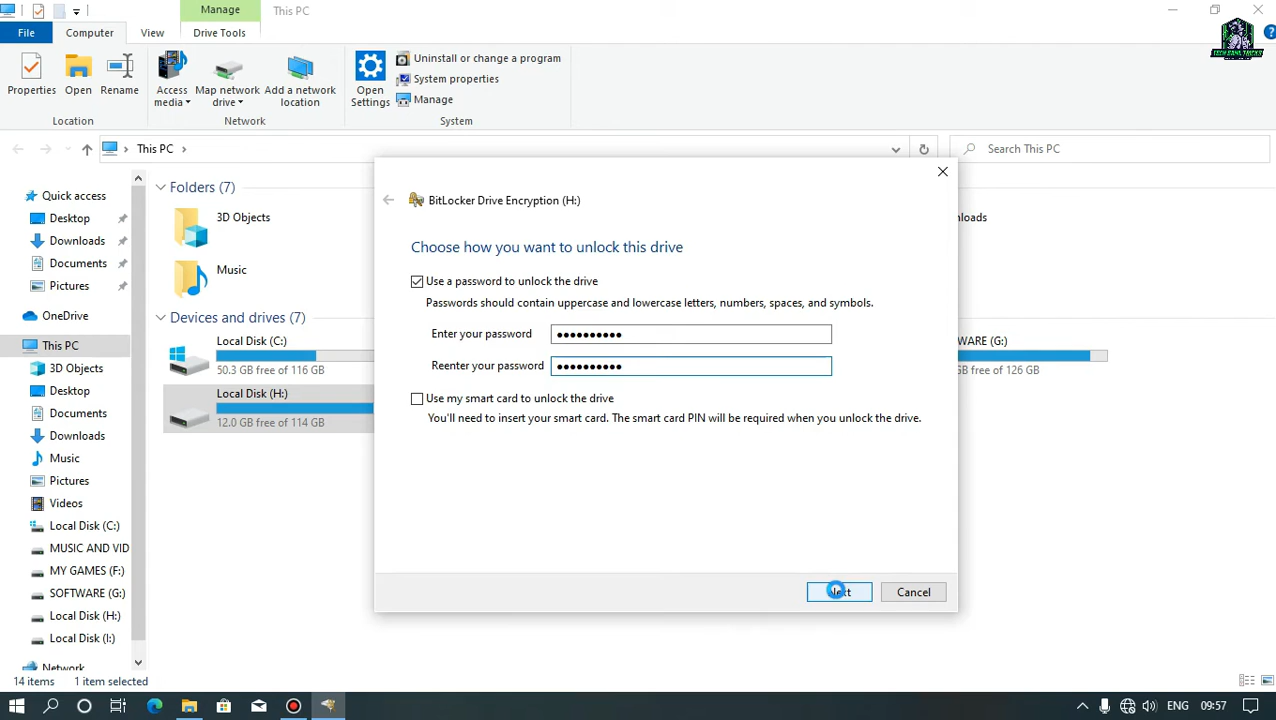 Manage
This PC
File
Computer
View
Drive Tools
Properties
Open
Rename
Access media
Map network drive
Add a network location
Open Settings
Uninstall or change a program
System properties
Manage
Location
Network
System
This PC
Search This PC
Quick access
Desktop
Downloads
Documents
Pictures
OneDrive
This PC
3D Objects
Desktop
Documents
Downloads
Music
Pictures
Videos
Local Disk (C:)
MUSIC AND VID
MY GAMES (F:)
SOFTWARE (G:)
Local Disk (H:)
Local Disk (I:)
Network
Folders (7)
3D Objects
Music
Devices and drives (7)
Local Disk (C:)
50.3 GB free of 116 GB
Local Disk (H:)
12.0 GB free of 114 GB
nloads
WARE (G:)
GB free of 126 GB
BitLocker Drive Encryption (H:)
Choose how you want to unlock this drive
Use a password to unlock the drive
Passwords should contain uppercase and lowercase letters, numbers, spaces, and symbols.
Enter your password
Reenter your password
Use my smart card to unlock the drive
You'll need to insert your smart card. The smart card PIN will be required when you unlock the drive.
Next
Cancel
14 items
1 item selected
ENG
09:57